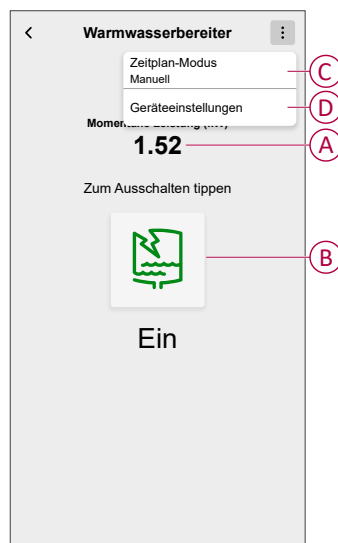 Warmwasserbereiter
Zeitplan-Modus
Manuell
C
Geräteeinstellungen
D
1.52
A
Zum Ausschalten tippen
B
Ein